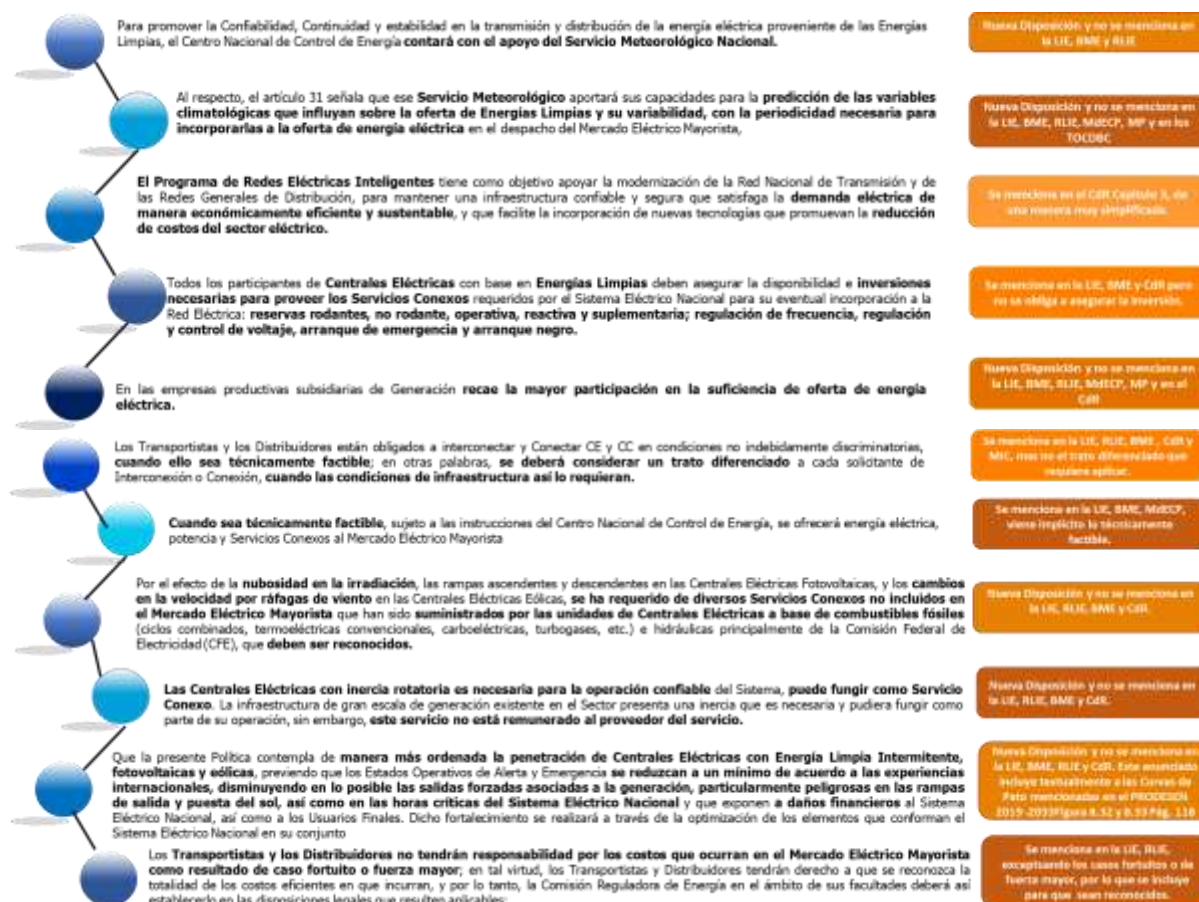 Para promover la Confiabilidad, Continuidad y estabilidad en la transmisión y distribución de la energía eléctrica proveniente de las Energías
Limpias, el Centro Nacional de Control de Energía contará con el apoyo del Servicio Meteorológico Nacional.
Nueva Disposición y no se menciona en
la LIE, BME y RLIE
Al respecto, el artículo 31 señala que ese Servicio Meteorológico aportará sus capacidades para la predicción de las variables
climatológicas que influyan sobre la oferta de Energías Limpias y su variabilidad, con la periodicidad necesaria para
incorporarlas a la oferta de energía eléctrica en el despacho del Mercado Eléctrico Mayorista,
Nueva Disposición y no se menciona en
la LIE, BME, RLIE, MdECP, MP y en los
TOCDBC
El Programa de Redes Eléctricas Inteligentes tiene como objetivo apoyar la modernización de la Red Nacional de Transmisión y de
las Redes Generales de Distribución, para mantener una infraestructura confiable y segura que satisfaga la demanda eléctrica de
manera económicamente eficiente y sustentable, y que facilite la incorporación de nuevas tecnologías que promuevan la reducción
de costos del sector eléctrico.
Se menciona en el CdR Capítulo 3, de
una manera muy simplificada.
Todos los participantes de Centrales Eléctricas con base en Energías Limpias deben asegurar la disponibilidad e inversiones
necesarias para proveer los Servicios Conexos requeridos por el Sistema Eléctrico Nacional para su eventual incorporación a la
Red Eléctrica: reservas rodantes, no rodante, operativa, reactiva y suplementaria; regulación de frecuencia, regulación
y control de voltaje, arranque de emergencia y arranque negro.
Se menciona en la LIE, BME y CdR pero
no se obliga a asegurar la inversión.
En las empresas productivas subsidiarias de Generación recae la mayor participación en la suficiencia de oferta de energía
eléctrica.
Nueva Disposición y no se menciona en
la LIE, BME, RLIE, MdECP, MP y en el
CdR
Los Transportistas y los Distribuidores están obligados a interconectar y Conectar CE y CC en condiciones no indebidamente discriminatorias,
cuando ello sea técnicamente factible; en otras palabras, se deberá considerar un trato diferenciado a cada solicitante de
Interconexión o Conexión, cuando las condiciones de infraestructura así lo requieran.
Se menciona en la LIE, RLIE, BME , CdR y
MIC, mas no el trato diferenciado que
requiere aplicar.
Cuando sea técnicamente factible, sujeto a las instrucciones del Centro Nacional de Control de Energía, se ofrecerá energía eléctrica,
potencia y Servicios Conexos al Mercado Eléctrico Mayorista
Se menciona en la LIE, BME, MdECP,
viene implícito lo técnicamente
factible.
Por el efecto de la nubosidad en la irradiación, las rampas ascendentes y descendentes en las Centrales Eléctricas Fotovoltaicas, y los cambios
en la velocidad por ráfagas de viento en las Centrales Eléctricas Eólicas, se ha requerido de diversos Servicios Conexos no incluidos en
el Mercado Eléctrico Mayorista que han sido suministrados por las unidades de Centrales Eléctricas a base de combustibles fósiles
(ciclos combinados, termoeléctricas convencionales, carboeléctricas, turbogases, etc.) e hidráulicas principalmente de la Comisión Federal de
Electricidad (CFE), que deben ser reconocidos.
Nueva Disposición y no se menciona en
la LIE, RLIE, BME y CdR.
Las Centrales Eléctricas con inercia rotatoria es necesaria para la operación confiable del Sistema, puede fungir como Servicio
Conexo. La infraestructura de gran escala de generación existente en el Sector presenta una inercia que es necesaria y pudiera fungir como
parte de su operación, sin embargo, este servicio no está remunerado al proveedor del servicio.
Nueva Disposición y no se menciona en
la LIE, RLIE, BME y CdR.
Que la presente Política contempla de manera más ordenada la penetración de Centrales Eléctricas con Energía Limpia Intermitente,
fotovoltaicas y eólicas, previendo que los Estados Operativos de Alerta y Emergencia se reduzcan a un mínimo de acuerdo a las experiencias
internacionales, disminuyendo en lo posible las salidas forzadas asociadas a la generación, particularmente peligrosas en las rampas
de salida y puesta del sol, así como en las horas críticas del Sistema Eléctrico Nacional y que exponen a daños financieros al Sistema
Eléctrico Nacional, así como a los Usuarios Finales. Dicho fortalecimiento se realizará a través de la optimización de los elementos que conforman el
Sistema Eléctrico Nacional en su conjunto
Nueva Disposición y no se menciona en
la LIE, BME, RLIE y CdR. Este enunciado
incluye textualmente a las Curvas de
Pato mencionadas en el PRODESEN
2019-2033
Los Transportistas y los Distribuidores no tendrán responsabilidad por los costos que ocurran en el Mercado Eléctrico Mayorista
como resultado de caso fortuito o fuerza mayor; en tal virtud, los Transportistas y Distribuidores tendrán derecho a que se reconozca la
totalidad de los costos eficientes en que incurran, y por lo tanto, la Comisión Reguladora de Energía en el ámbito de sus facultades deberá así
establecerlo en las disposiciones legales que resulten aplicables;
Se menciona en la LIE, RLIE,
exceptuando los casos fortuitos o de
fuerza mayor, por lo que se incluye
para que sean reconocidos.